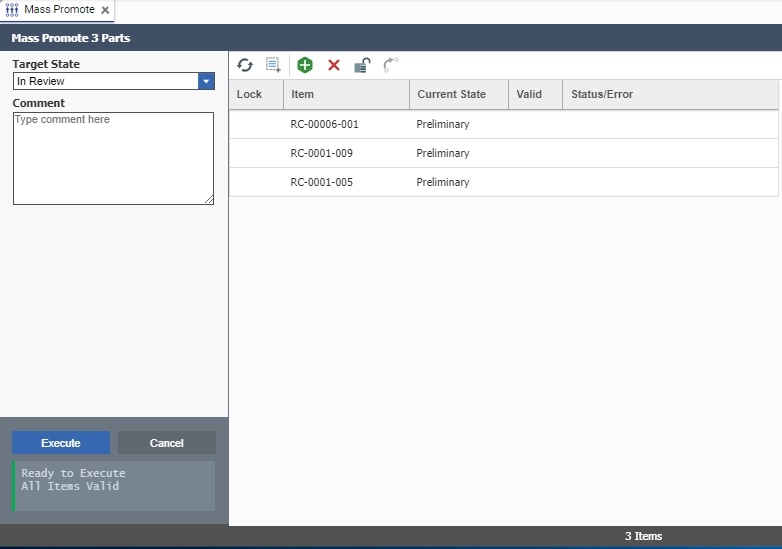 Mass Promote
Mass Promote 3 Parts
Target State
In Review
Comment
Type comment here
Execute
Cancel
Ready to Execute
All Items Valid
Lock Item Current State Valid Status/Error
RC-00006-001 Preliminary
RC-0001-009 Preliminary
RC-0001-005 Preliminary
3 Items